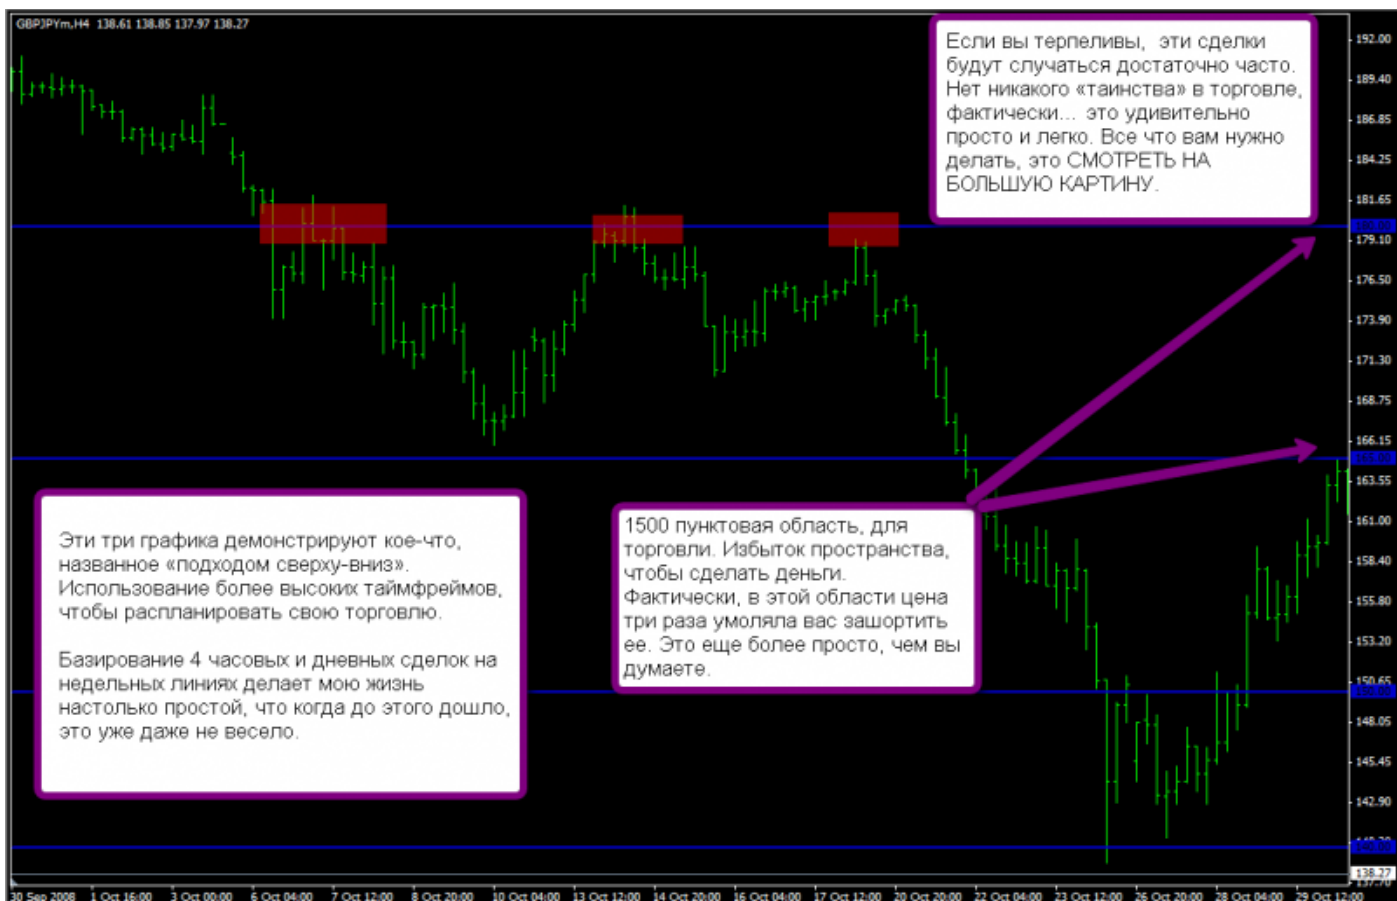 GBPJPYm,H4 138.61 138.85 137.97 138.27
Если вы терпеливы, эти сделки
будут случаться достаточно часто.
Нет никакого «таинства» в торговле,
фактически... это удивительно
просто и легко. Все что вам нужно
делать, это СМОТРЕТЬ НА
БОЛЬШУЮ КАРТИНУ.
Эти три графика демонстрируют кое-что,
названное «подходом сверху-вниз».
Использование более высоких таймфреймов,
чтобы распланировать свою торговлю.
Базирование 4 часовых и дневных сделок на
недельных линиях делает мою жизнь
настолько простой, что когда до этого дошло,
это уже даже не весело.
1500 пунктовая область, для
торговли. Избыток пространства,
чтобы сделать деньги.
Фактически, в этой области цена
три раза умоляла вас зашортить
ее. Это еще более просто, чем вы
думаете.
192.00
189.40
186.85
184.25
181.65
180.00
179.10
176.50
173.90
171.30
168.75
166.15
165.00
163.55
161.00
158.40
155.80
153.20
150.65
150.00
148.05
145.45
142.90
140.00
138.27
137.70
30 Sep 2008 1 Oct 16:00 3 Oct 00:00 6 Oct 04:00 7 Oct 12:00 8 Oct 20:00 10 Oct 04:00 13 Oct 12:00 14 Oct 20:00 16 Oct 04:00 17 Oct 12:00 20 Oct 20:00 22 Oct 04:00 23 Oct 12:00 26 Oct 20:00 28 Oct 04:00 29 Oct 12:00